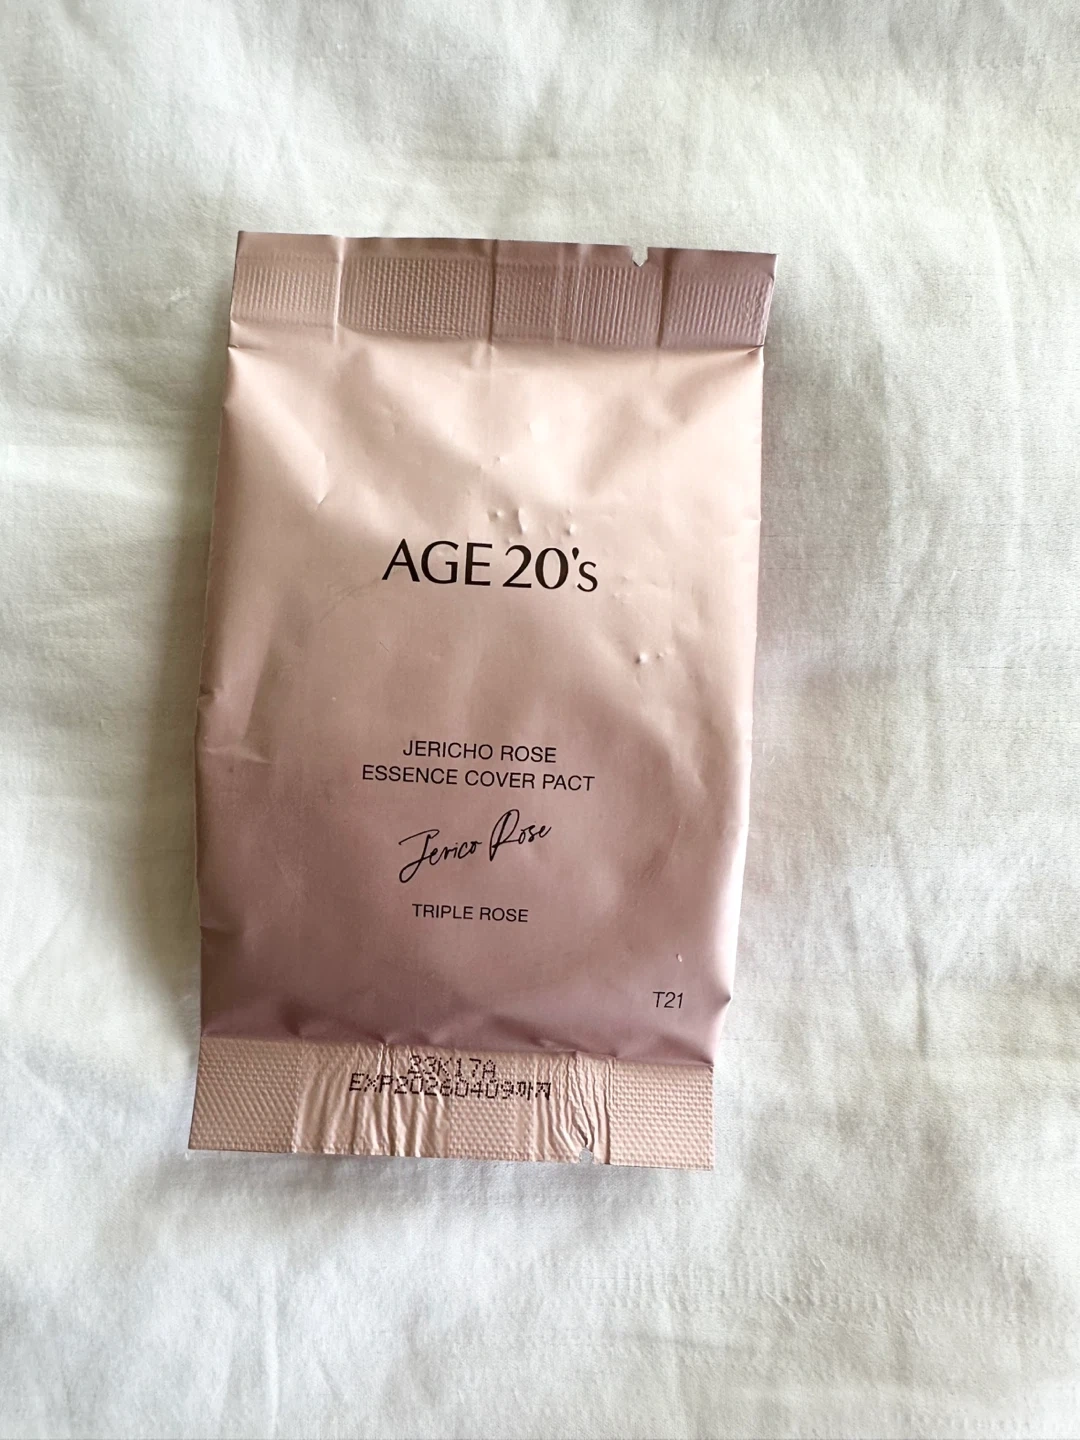 AGE 20's
JERICHO ROSE
ESSENCE COVER PACT
Jerico Rose
TRIPLE ROSE
T21
23K17A
EXP20260409까지